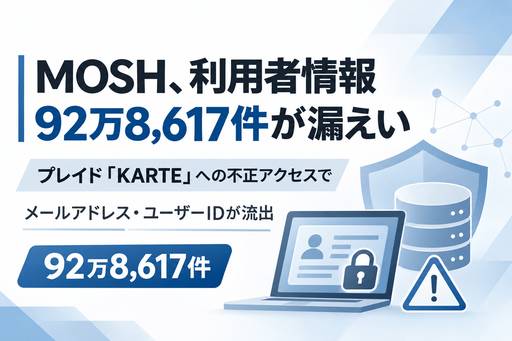 MOSH、利用者情報
92万8,617件が漏えい
プレイド「KARTE」への不正アクセスで
メールアドレス・ユーザーIDが流出
92万8,617件